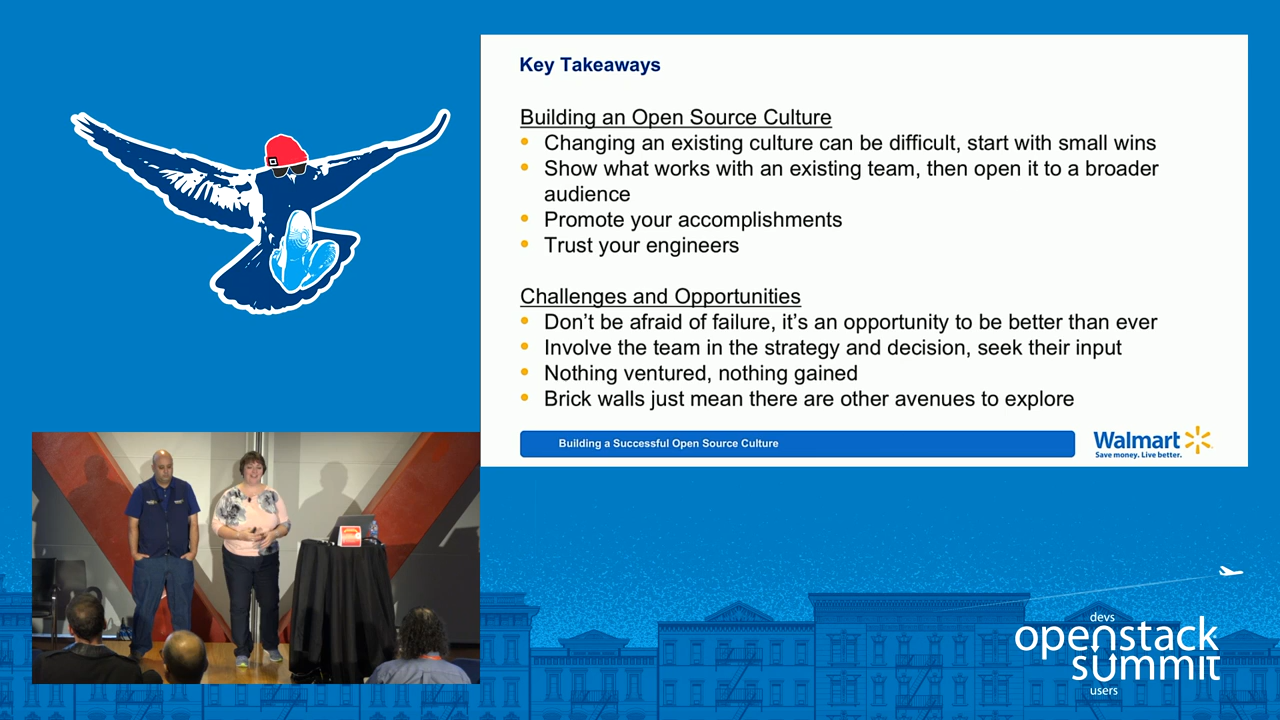 Key Takeaways
Building an Open Source Culture
• Changing an existing culture can be difficult, start with small wins
• Show what works with an existing team, then open it to a broader
audience
• Promote your accomplishments
• Trust your engineers
Challenges and Opportunities
• Don't be afraid of failure, it's an opportunity to be better than ever
• Involve the team in the strategy and decision, seek their input
• Nothing ventured, nothing gained
• Brick walls just mean there are other avenues to explore
Building a Successful Open Source Culture
Walmart
Save money. Live better.
devs
openstack
summit
users